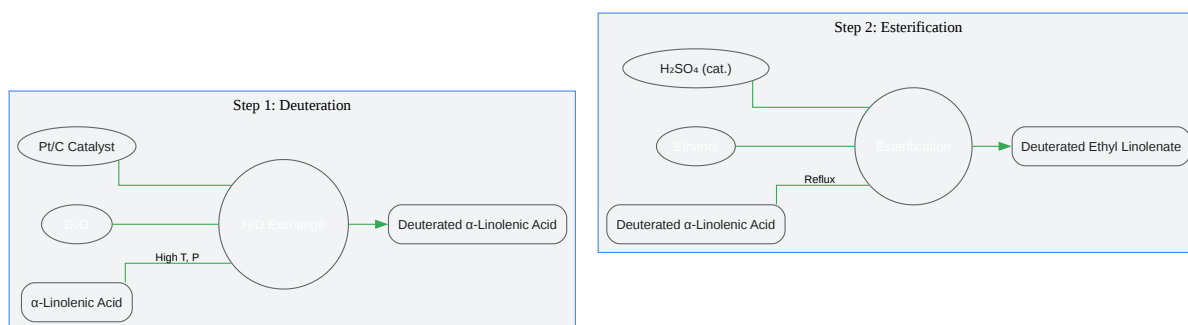 Step 1: Deuteration
Pt/C Catalyst
D₂O
H/D Exchange
High T, P
α-Linolenic Acid
Deuterated α-Linolenic Acid
Step 2: Esterification
H₂SO₄ (cat.)
Ethanol
Esterification
Reflux
Deuterated α-Linolenic Acid
Deuterated Ethyl Linolenate